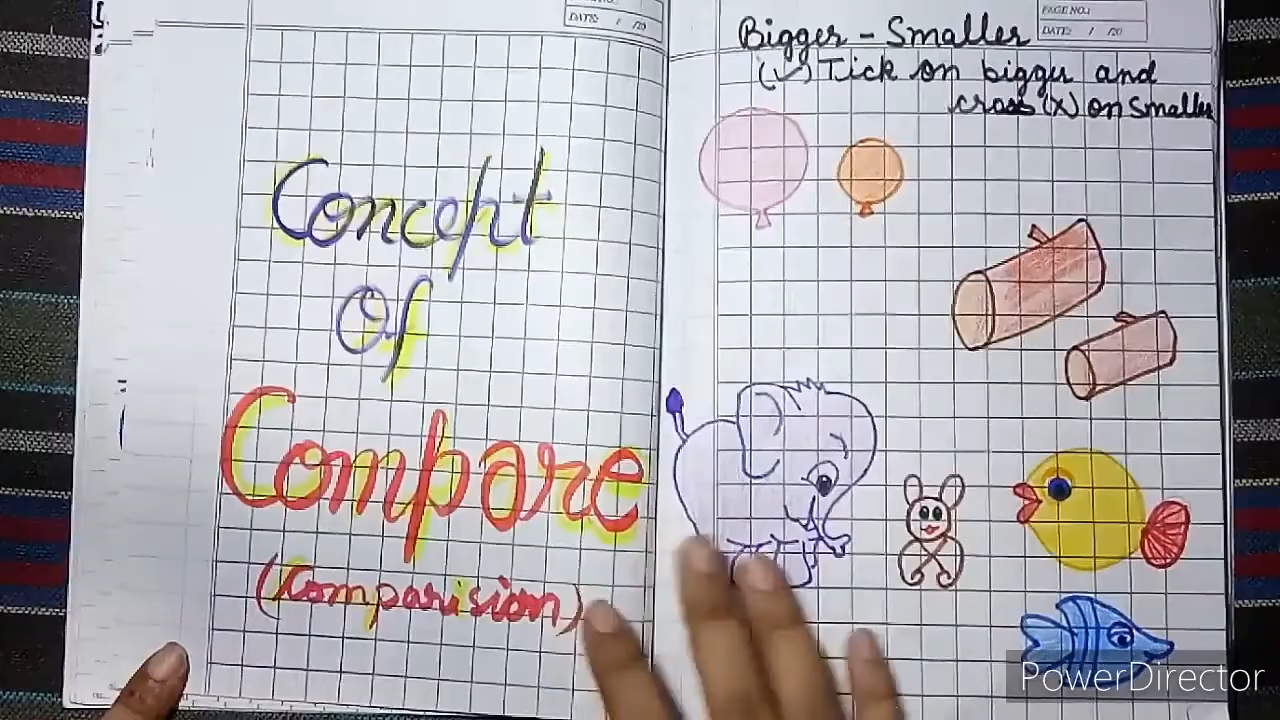 DATE: / /20
Concept
Of
Compare
(Comparision)
PAGE NO.:
DATE: / /20
Bigger - Smaller
(✓) Tick on bigger and
cross (x) on smaller
PowerDirector